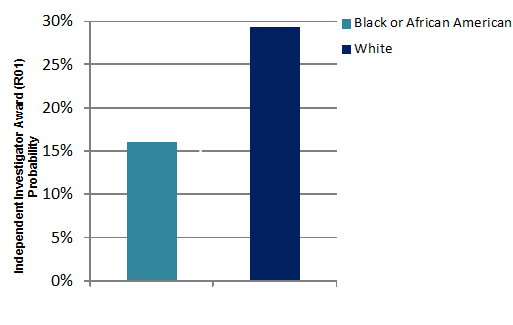 Independent Investigator Award (R01)
Probability
30%
25%
20%
15%
10%
5%
0%
Black or African American
White